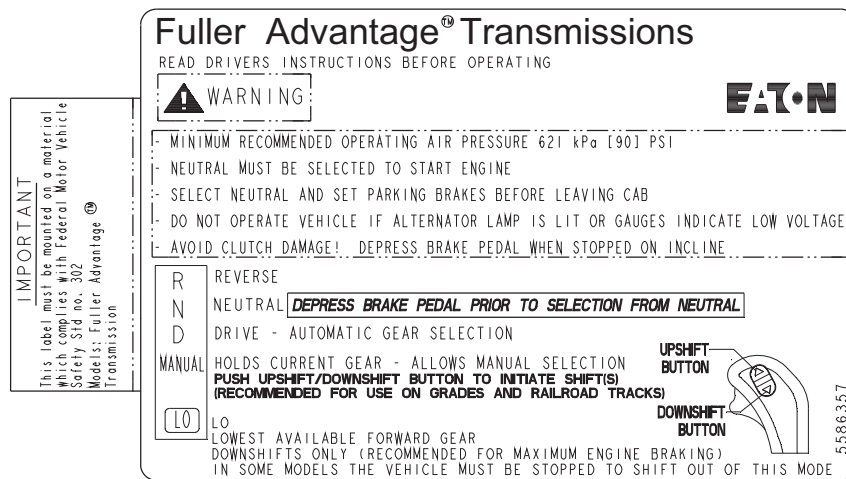 Fuller Advantage™ Transmissions
READ DRIVERS INSTRUCTIONS BEFORE OPERATING
WARNING
EATON
- MINIMUM RECOMMENDED OPERATING AIR PRESSURE 621 kPa [90] PSI
- NEUTRAL MUST BE SELECTED TO START ENGINE
- SELECT NEUTRAL AND SET PARKING BRAKES BEFORE LEAVING CAB
- DO NOT OPERATE VEHICLE IF ALTERNATOR LAMP IS LIT OR GAUGES INDICATE LOW VOLTAGE
- AVOID CLUTCH DAMAGE! DEPRESS BRAKE PEDAL WHEN STOPPED ON INCLINE
IMPORTANT
This label must be mounted on a material
which complies with Federal Motor Vehicle
Safety Std no. 302
Models: Fuller Advantage ™
Transmission
R REVERSE
N NEUTRAL DEPRESS BRAKE PEDAL PRIOR TO SELECTION FROM NEUTRAL
D DRIVE - AUTOMATIC GEAR SELECTION
MANUAL HOLDS CURRENT GEAR - ALLOWS MANUAL SELECTION
PUSH UPSHIFT/DOWNSHIFT BUTTON TO INITIATE SHIFT(S)
(RECOMMENDED FOR USE ON GRADES AND RAILROAD TRACKS)
LO LO
LOWEST AVAILABLE FORWARD GEAR
DOWNSHIFTS ONLY (RECOMMENDED FOR MAXIMUM ENGINE BRAKING)
IN SOME MODELS THE VEHICLE MUST BE STOPPED TO SHIFT OUT OF THIS MODE
UPSHIFT
BUTTON
DOWNSHIFT
BUTTON
5586357